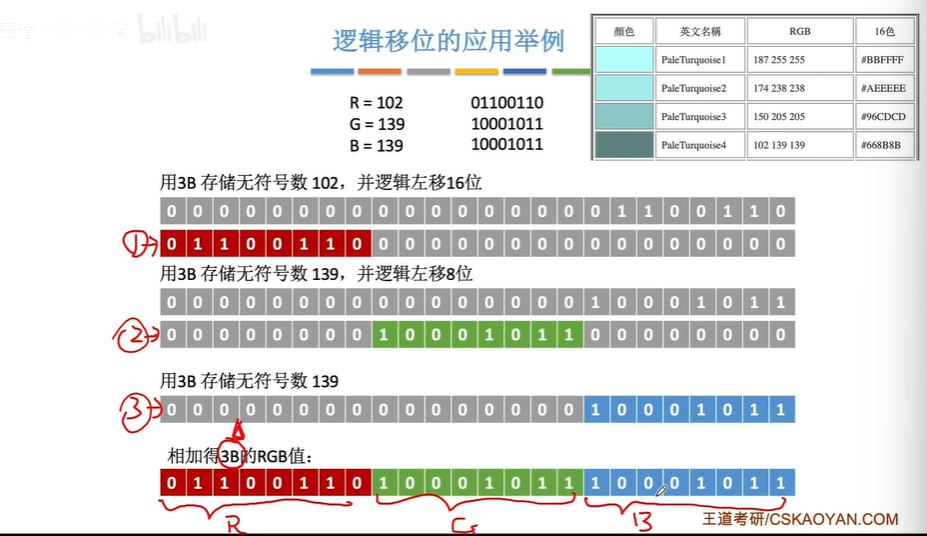 bilibili
逻辑移位的应用举例
颜色 英文名稱 RGB 16色
PaleTurquoise1 187 255 255 #BBFFFF
PaleTurquoise2 174 238 238 #AEEEEE
PaleTurquoise3 150 205 205 #96CDCD
PaleTurquoise4 102 139 139 #668B8B
R = 102 01100110
G = 139 10001011
B = 139 10001011
用3B 存储无符号数 102，并逻辑左移16位
0 0 0 0 0 0 0 0 0 0 0 0 0 0 0 0 0 1 1 0 0 1 1 0
① 0 1 1 0 0 1 1 0 0 0 0 0 0 0 0 0 0 0 0 0 0 0 0 0
用3B 存储无符号数 139，并逻辑左移8位
0 0 0 0 0 0 0 0 0 0 0 0 0 0 0 0 1 0 0 0 1 0 1 1
② 0 0 0 0 0 0 0 0 1 0 0 0 1 0 1 1 0 0 0 0 0 0 0 0
用3B 存储无符号数 139
③ 0 0 0 0 0 0 0 0 0 0 0 0 0 0 0 0 1 0 0 0 1 0 1 1
相加得3B的RGB值：
0 1 1 0 0 1 1 0 1 0 0 0 1 0 1 1 1 0 0 0 1 0 1 1
R G B
王道考研/CSKAOYAN.COM